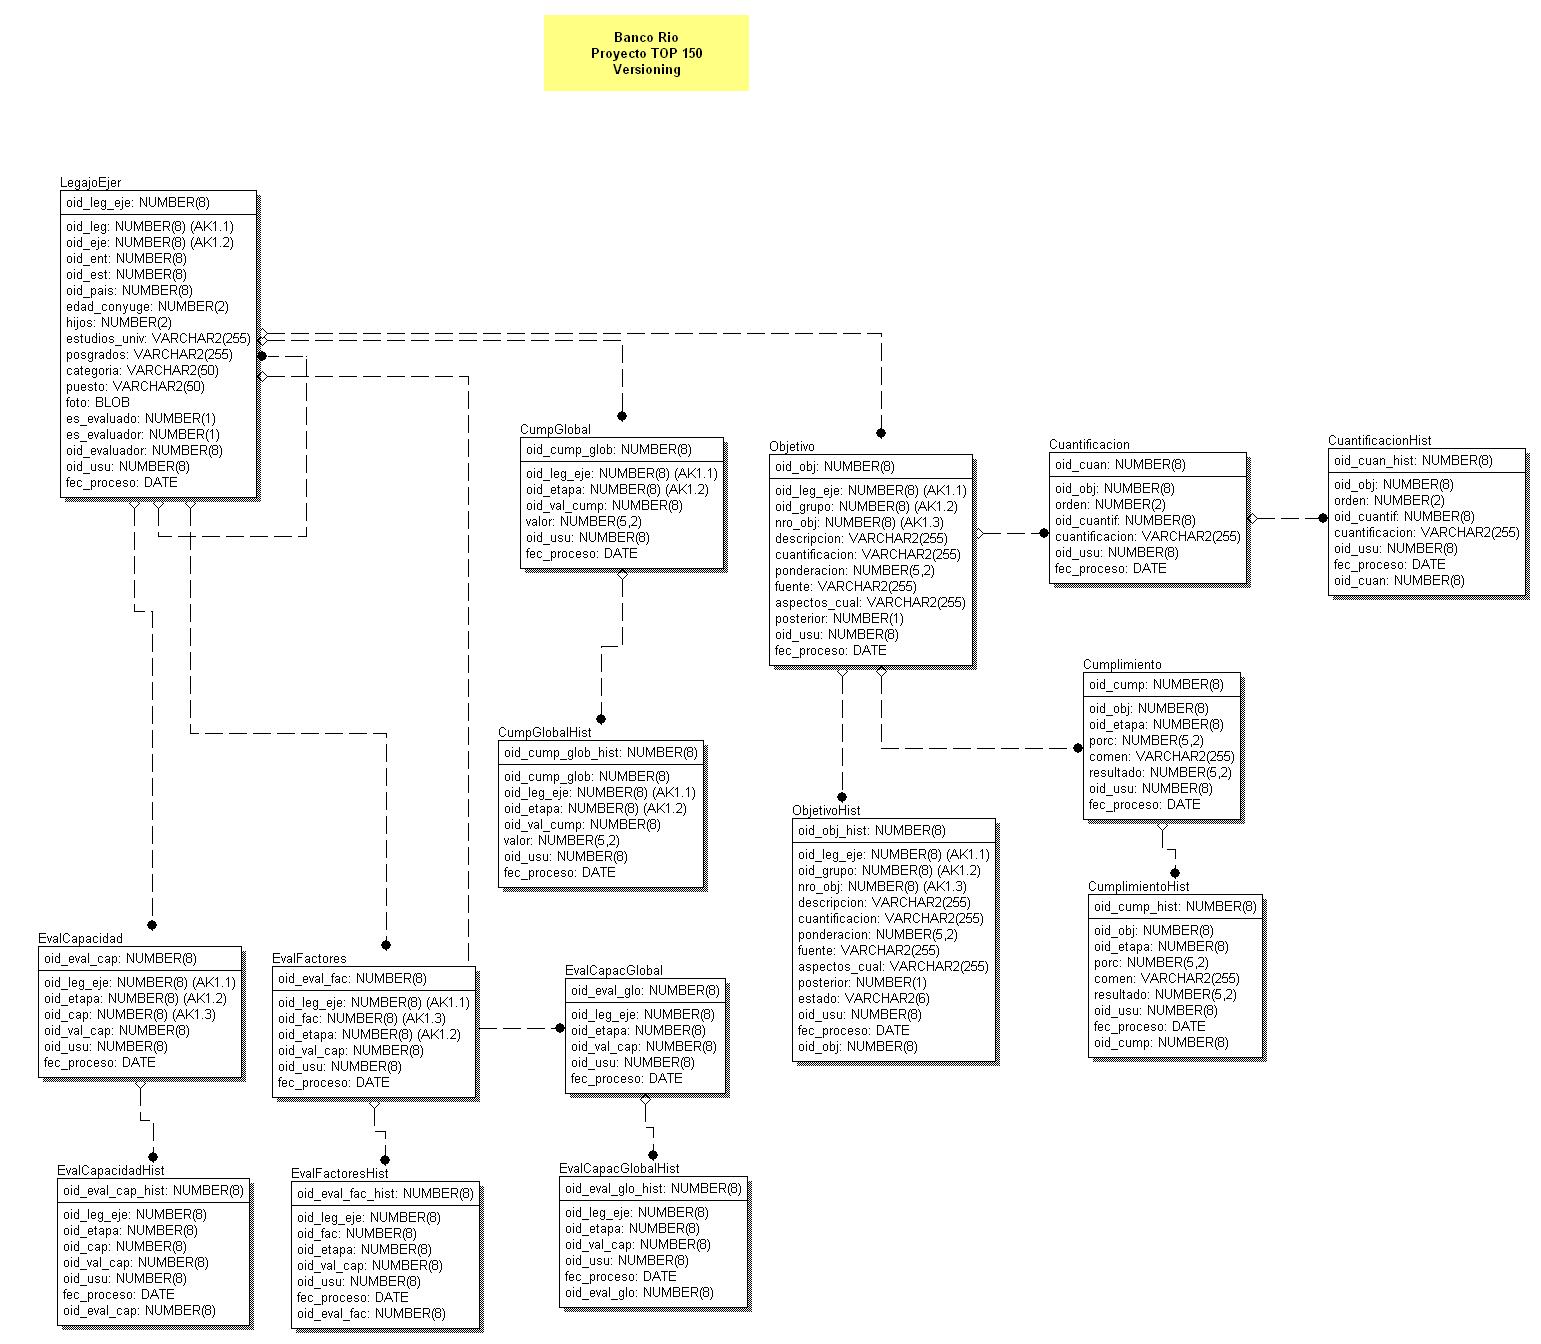 Banco Rio
Proyecto TOP 150
Versioning
LegajoEjer
oid_leg_eje: NUMBER(8)
oid_leg: NUMBER(8) (AK1.1)
oid_eje: NUMBER(8) (AK1.2)
oid_ent: NUMBER(8)
oid_est: NUMBER(8)
oid_pais: NUMBER(8)
edad_conyuge: NUMBER(2)
hijos: NUMBER(2)
estudios_univ: VARCHAR2(255)
posgrados: VARCHAR2(255)
categoria: VARCHAR2(50)
puesto: VARCHAR2(50)
foto: BLOB
es_evaluado: NUMBER(1)
es_evaluador: NUMBER(1)
oid_evaluador: NUMBER(8)
oid_usu: NUMBER(8)
fec_proceso: DATE
CumpGlobal
oid_cump_glob: NUMBER(8)
oid_leg_eje: NUMBER(8) (AK1.1)
oid_etapa: NUMBER(8) (AK1.2)
oid_val_cump: NUMBER(8)
valor: NUMBER(5,2)
oid_usu: NUMBER(8)
fec_proceso: DATE
Objetivo
oid_obj: NUMBER(8)
oid_leg_eje: NUMBER(8) (AK1.1)
oid_grupo: NUMBER(8) (AK1.2)
nro_obj: NUMBER(8) (AK1.3)
descripcion: VARCHAR2(255)
cuantificacion: VARCHAR2(255)
ponderacion: NUMBER(5,2)
fuente: VARCHAR2(255)
aspectos_cual: VARCHAR2(255)
posterior: NUMBER(1)
oid_usu: NUMBER(8)
fec_proceso: DATE
Cuantificacion
oid_cuan: NUMBER(8)
oid_obj: NUMBER(8)
orden: NUMBER(2)
oid_cuantif: NUMBER(8)
cuantificacion: VARCHAR2(255)
oid_usu: NUMBER(8)
fec_proceso: DATE
CuantificacionHist
oid_cuan_hist: NUMBER(8)
oid_obj: NUMBER(8)
orden: NUMBER(2)
oid_cuantif: NUMBER(8)
cuantificacion: VARCHAR2(255)
oid_usu: NUMBER(8)
fec_proceso: DATE
oid_cuan: NUMBER(8)
Cumplimiento
oid_cump: NUMBER(8)
oid_obj: NUMBER(8)
oid_etapa: NUMBER(8)
porc: NUMBER(5,2)
comen: VARCHAR2(255)
resultado: NUMBER(5,2)
oid_usu: NUMBER(8)
fec_proceso: DATE
CumpGlobalHist
oid_cump_glob_hist: NUMBER(8)
oid_cump_glob: NUMBER(8)
oid_leg_eje: NUMBER(8) (AK1.1)
oid_etapa: NUMBER(8) (AK1.2)
oid_val_cump: NUMBER(8)
valor: NUMBER(5,2)
oid_usu: NUMBER(8)
fec_proceso: DATE
ObjetivoHist
oid_obj_hist: NUMBER(8)
oid_leg_eje: NUMBER(8) (AK1.1)
oid_grupo: NUMBER(8) (AK1.2)
nro_obj: NUMBER(8) (AK1.3)
descripcion: VARCHAR2(255)
cuantificacion: VARCHAR2(255)
ponderacion: NUMBER(5,2)
fuente: VARCHAR2(255)
aspectos_cual: VARCHAR2(255)
posterior: NUMBER(1)
estado: VARCHAR2(6)
oid_usu: NUMBER(8)
fec_proceso: DATE
oid_obj: NUMBER(8)
CumplimientoHist
oid_cump_hist: NUMBER(8)
oid_obj: NUMBER(8)
oid_etapa: NUMBER(8)
porc: NUMBER(5,2)
comen: VARCHAR2(255)
resultado: NUMBER(5,2)
oid_usu: NUMBER(8)
fec_proceso: DATE
oid_cump: NUMBER(8)
EvalCapacidad
oid_eval_cap: NUMBER(8)
oid_leg_eje: NUMBER(8) (AK1.1)
oid_etapa: NUMBER(8) (AK1.2)
oid_cap: NUMBER(8) (AK1.3)
oid_val_cap: NUMBER(8)
oid_usu: NUMBER(8)
fec_proceso: DATE
EvalFactores
oid_eval_fac: NUMBER(8)
oid_leg_eje: NUMBER(8) (AK1.1)
oid_fac: NUMBER(8) (AK1.3)
oid_etapa: NUMBER(8) (AK1.2)
oid_val_cap: NUMBER(8)
oid_usu: NUMBER(8)
fec_proceso: DATE
EvalCapacGlobal
oid_eval_glo: NUMBER(8)
oid_leg_eje: NUMBER(8)
oid_etapa: NUMBER(8)
oid_val_cap: NUMBER(8)
oid_usu: NUMBER(8)
fec_proceso: DATE
EvalCapacidadHist
oid_eval_cap_hist: NUMBER(8)
oid_leg_eje: NUMBER(8)
oid_etapa: NUMBER(8)
oid_cap: NUMBER(8)
oid_val_cap: NUMBER(8)
oid_usu: NUMBER(8)
fec_proceso: DATE
oid_eval_cap: NUMBER(8)
EvalFactoresHist
oid_eval_fac_hist: NUMBER(8)
oid_leg_eje: NUMBER(8)
oid_fac: NUMBER(8)
oid_etapa: NUMBER(8)
oid_val_cap: NUMBER(8)
oid_usu: NUMBER(8)
fec_proceso: DATE
oid_eval_fac: NUMBER(8)
EvalCapacGlobalHist
oid_eval_glo_hist: NUMBER(8)
oid_leg_eje: NUMBER(8)
oid_etapa: NUMBER(8)
oid_val_cap: NUMBER(8)
oid_usu: NUMBER(8)
fec_proceso: DATE
oid_eval_glo: NUMBER(8)